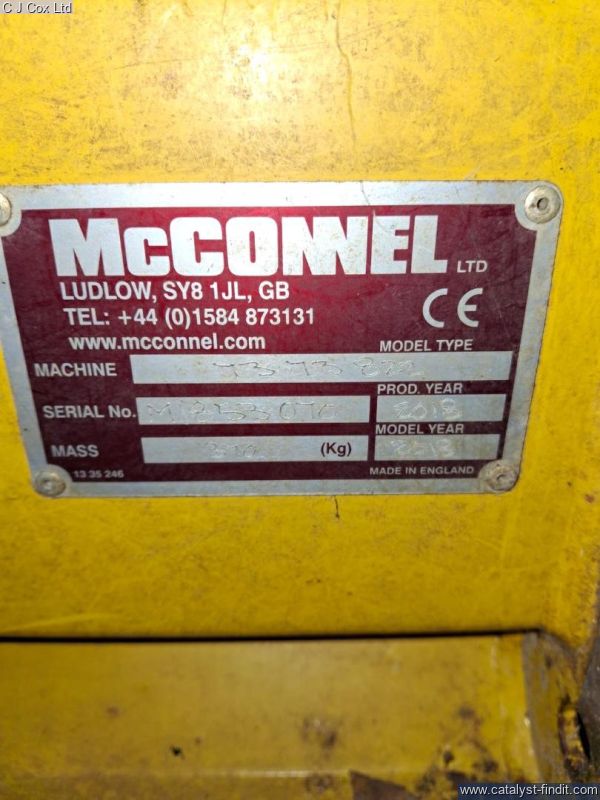 C J Cox Ltd
McCONNEL LTD
LUDLOW, SY8 1JL, GB
TEL: +44 (0)1584 873131
www.mcconnel.com
MODEL TYPE
MACHINE
PROD. YEAR
SERIAL No. 2018
MODEL YEAR
MASS (Kg) 2018
13 35 246 MADE IN ENGLAND
www.catalyst-findit.com